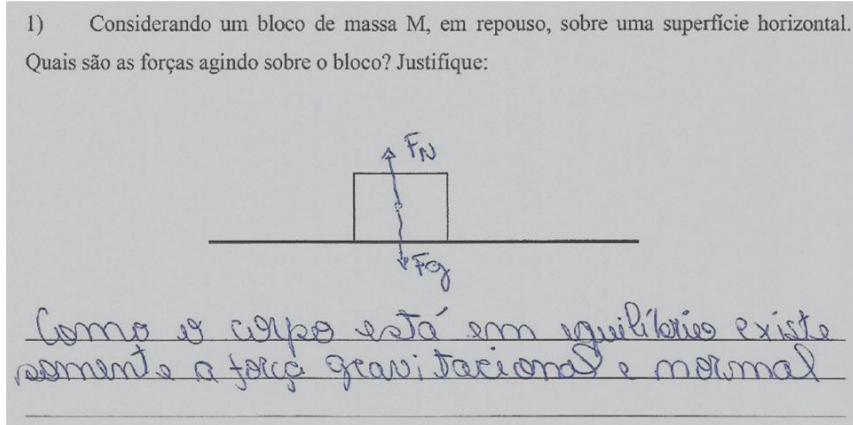 1) Considerando um bloco de massa M, em repouso, sobre uma superfície horizontal.
Quais são as forças agindo sobre o bloco? Justifique:
FN
Fg
Como o corpo está em equilíbrio existe
somente a força gravitacional e normal